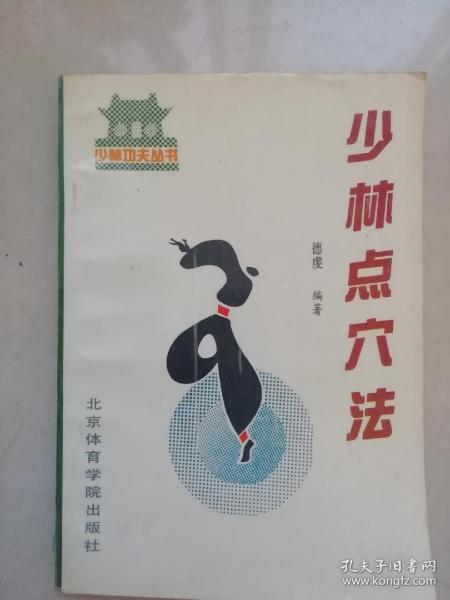 少林功夫丛书
少林点穴法
德虔 编著
北京体育学院出版社
孔夫子旧书网
www.kongfz.com